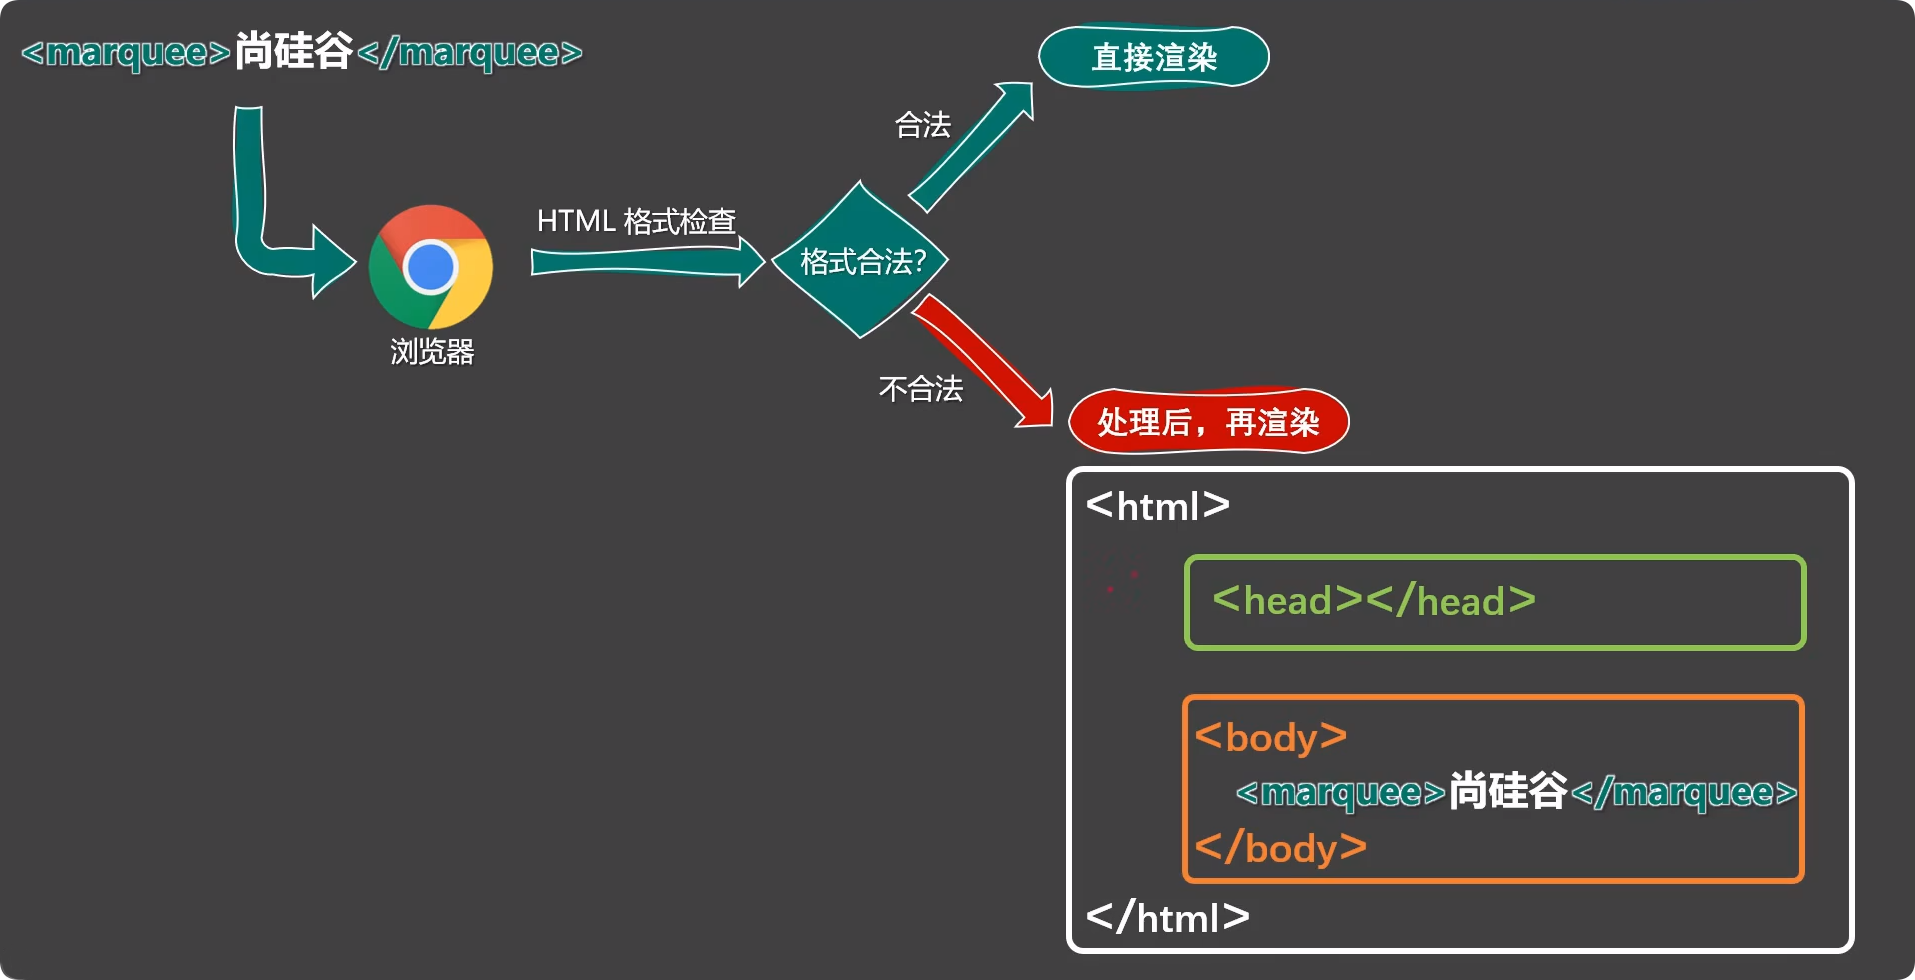 <marquee>尚硅谷</marquee>
直接渲染
合法
HTML 格式检查
格式合法?
浏览器
不合法
处理后，再渲染
<html>
<head></head>
<body>
<marquee>尚硅谷</marquee>
</body>
</html>